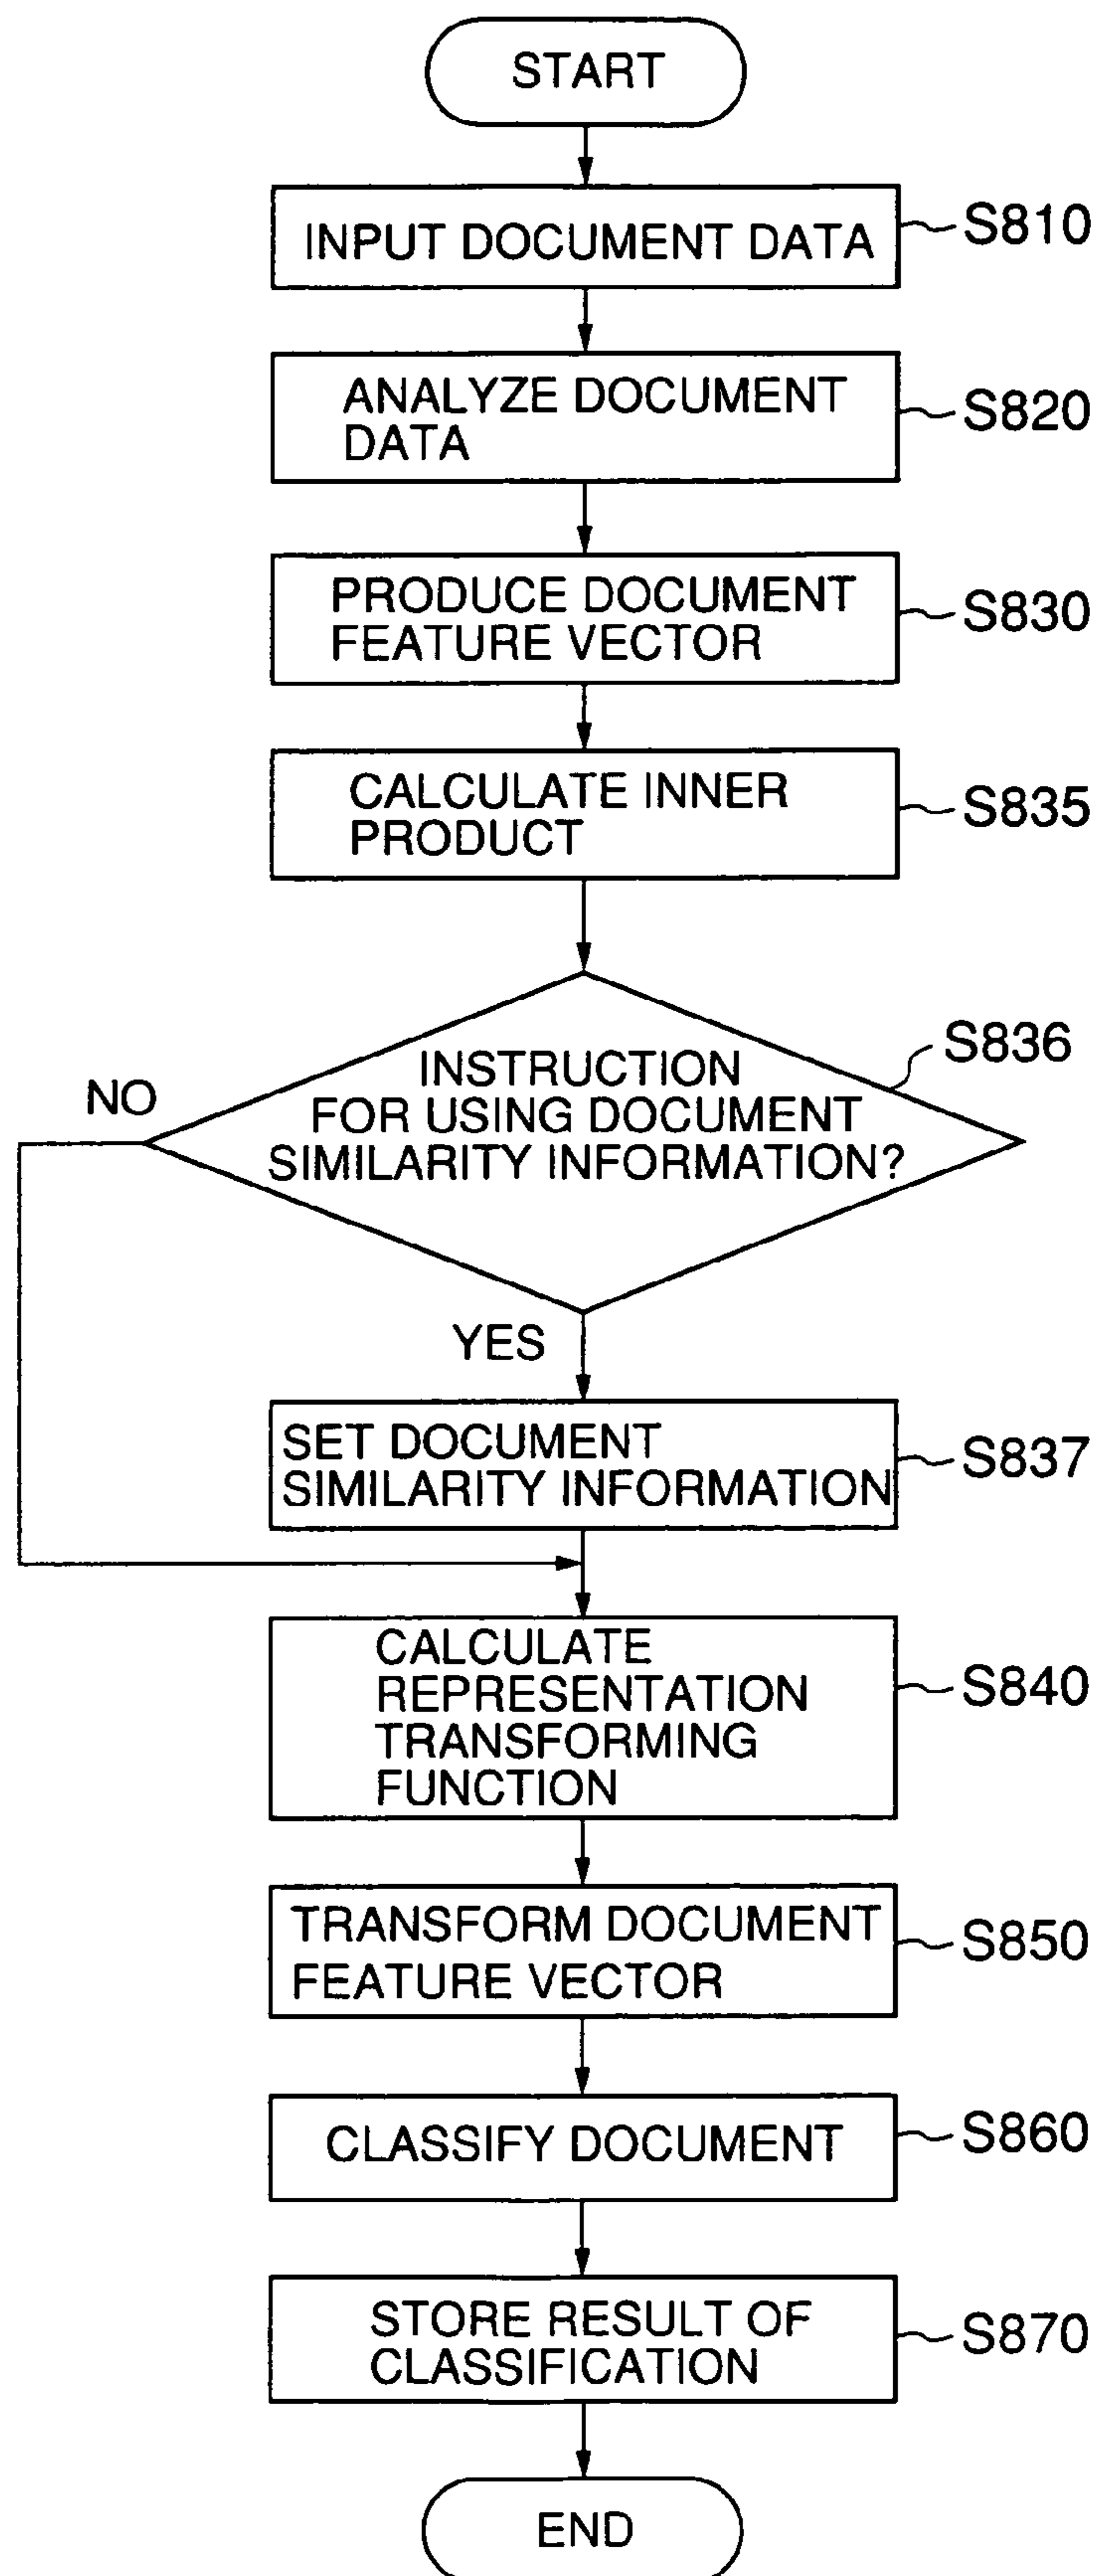 START
INPUT DOCUMENT DATA
S810
ANALYZE DOCUMENT
DATA
S820
PRODUCE DOCUMENT
FEATURE VECTOR
S830
CALCULATE INNER
PRODUCT
S835
INSTRUCTION
FOR USING DOCUMENT
SIMILARITY INFORMATION?
S836
NO
YES
SET DOCUMENT
SIMILARITY INFORMATION
S837
CALCULATE
REPRESENTATION
TRANSFORMING
FUNCTION
S840
TRANSFORM DOCUMENT
FEATURE VECTOR
S850
CLASSIFY DOCUMENT
S860
STORE RESULT OF
CLASSIFICATION
S870
END